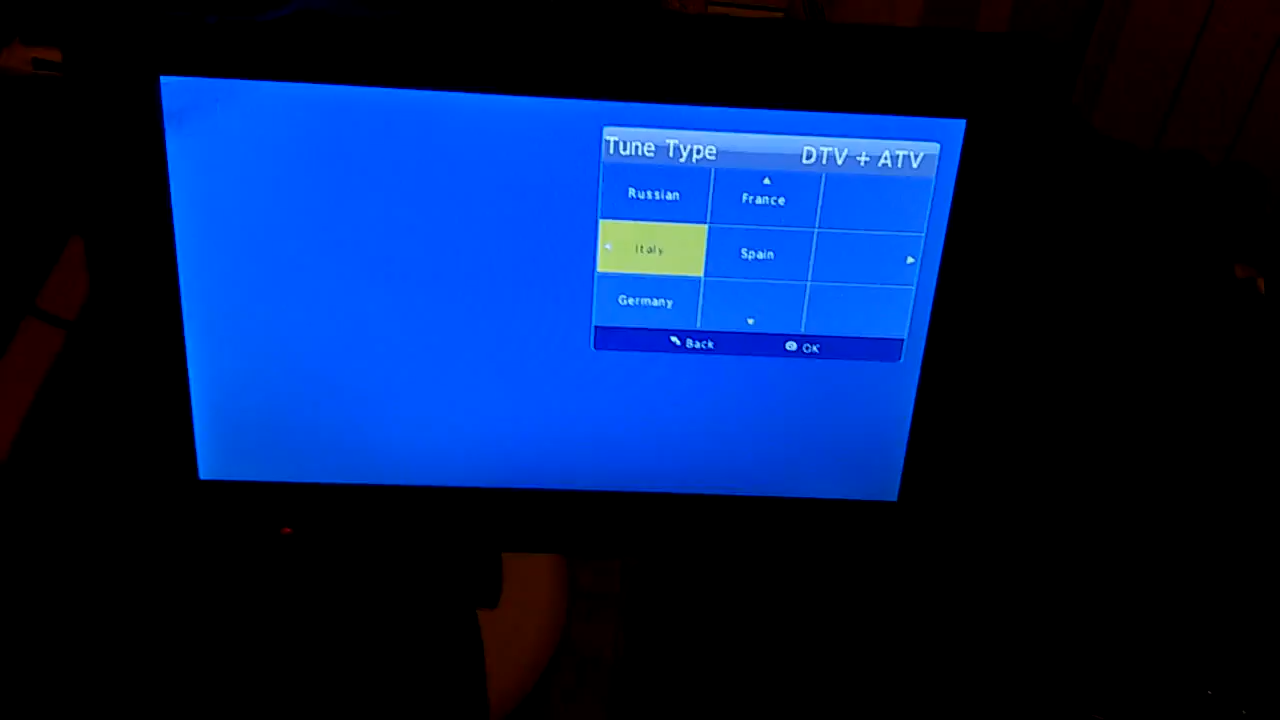 Tune Type DTV + ATV
Russian France
Italy Spain
Germany
Back OK